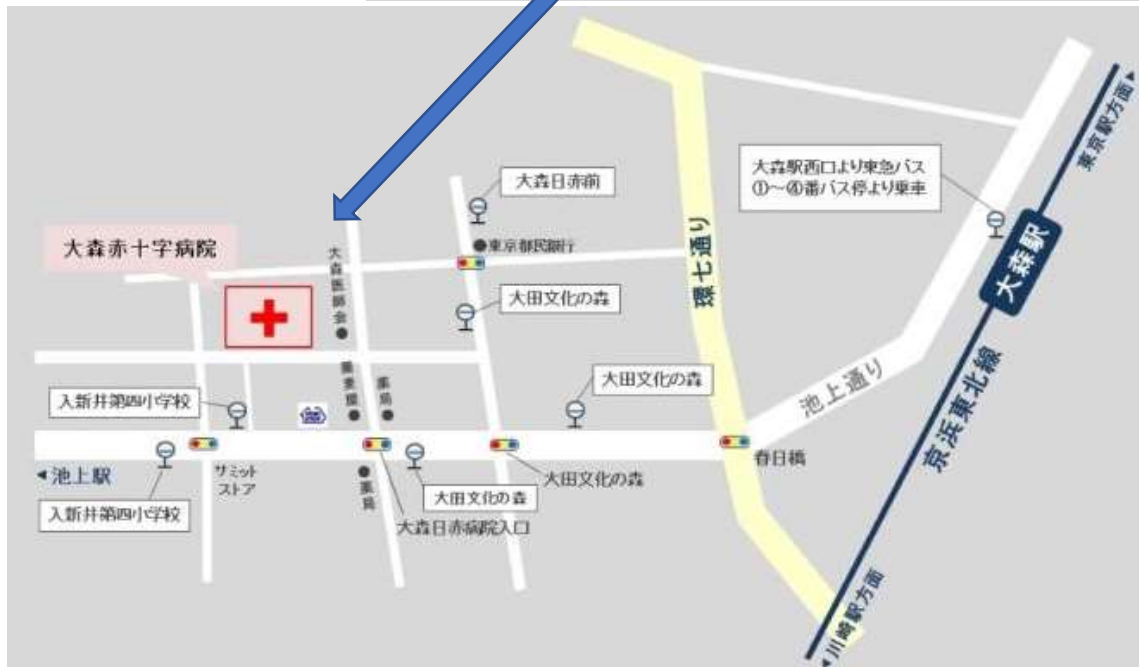 大森日赤前
大森駅西口より東急バス
①～④番バス停より乗車
東京駅方面▶
大森赤十字病院
大森医師会
東京都民銀行
環七通り
大森駅
大田文化の森
大田文化の森
池上通り
京浜東北線
入新井第四小学校
薬局
春日橋
◀池上駅
サミット
ストア
薬局
大田文化の森
大田文化の森
入新井第四小学校
大森日赤病院入口
◀川崎駅方面